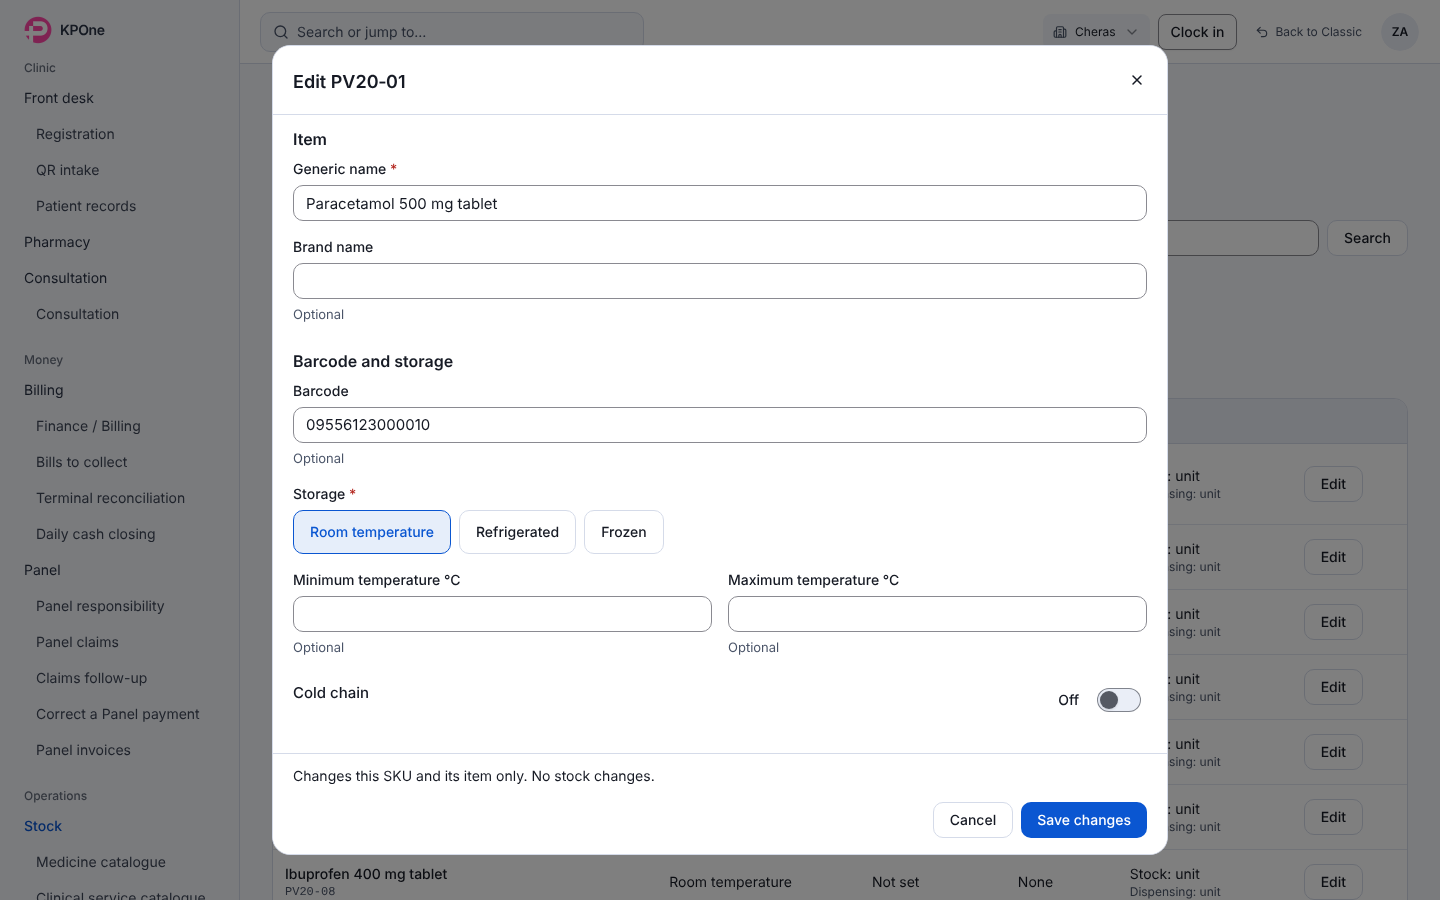 KPOne
Search or jump to...
Cheras
Clock in
Back to Classic
ZA
Clinic
Front desk
Registration
QR intake
Patient records
Pharmacy
Consultation
Consultation
Money
Billing
Finance / Billing
Bills to collect
Terminal reconciliation
Daily cash closing
Panel
Panel responsibility
Panel claims
Claims follow-up
Correct a Panel payment
Panel invoices
Operations
Stock
Medicine catalogue
Clinical service catalogue
Edit PV20-01
Item
Generic name *
Paracetamol 500 mg tablet
Brand name
Optional
Barcode and storage
Barcode
09556123000010
Optional
Storage *
Room temperature
Refrigerated
Frozen
Minimum temperature °C
Maximum temperature °C
Optional
Optional
Cold chain
Off
Changes this SKU and its item only. No stock changes.
Cancel
Save changes
Search
: unit
sing: unit
Edit
: unit
sing: unit
Edit
: unit
sing: unit
Edit
: unit
sing: unit
Edit
: unit
sing: unit
Edit
: unit
sing: unit
Edit
Ibuprofen 400 mg tablet
PV20-08
Room temperature
Not set
None
Stock: unit
Dispensing: unit
Edit